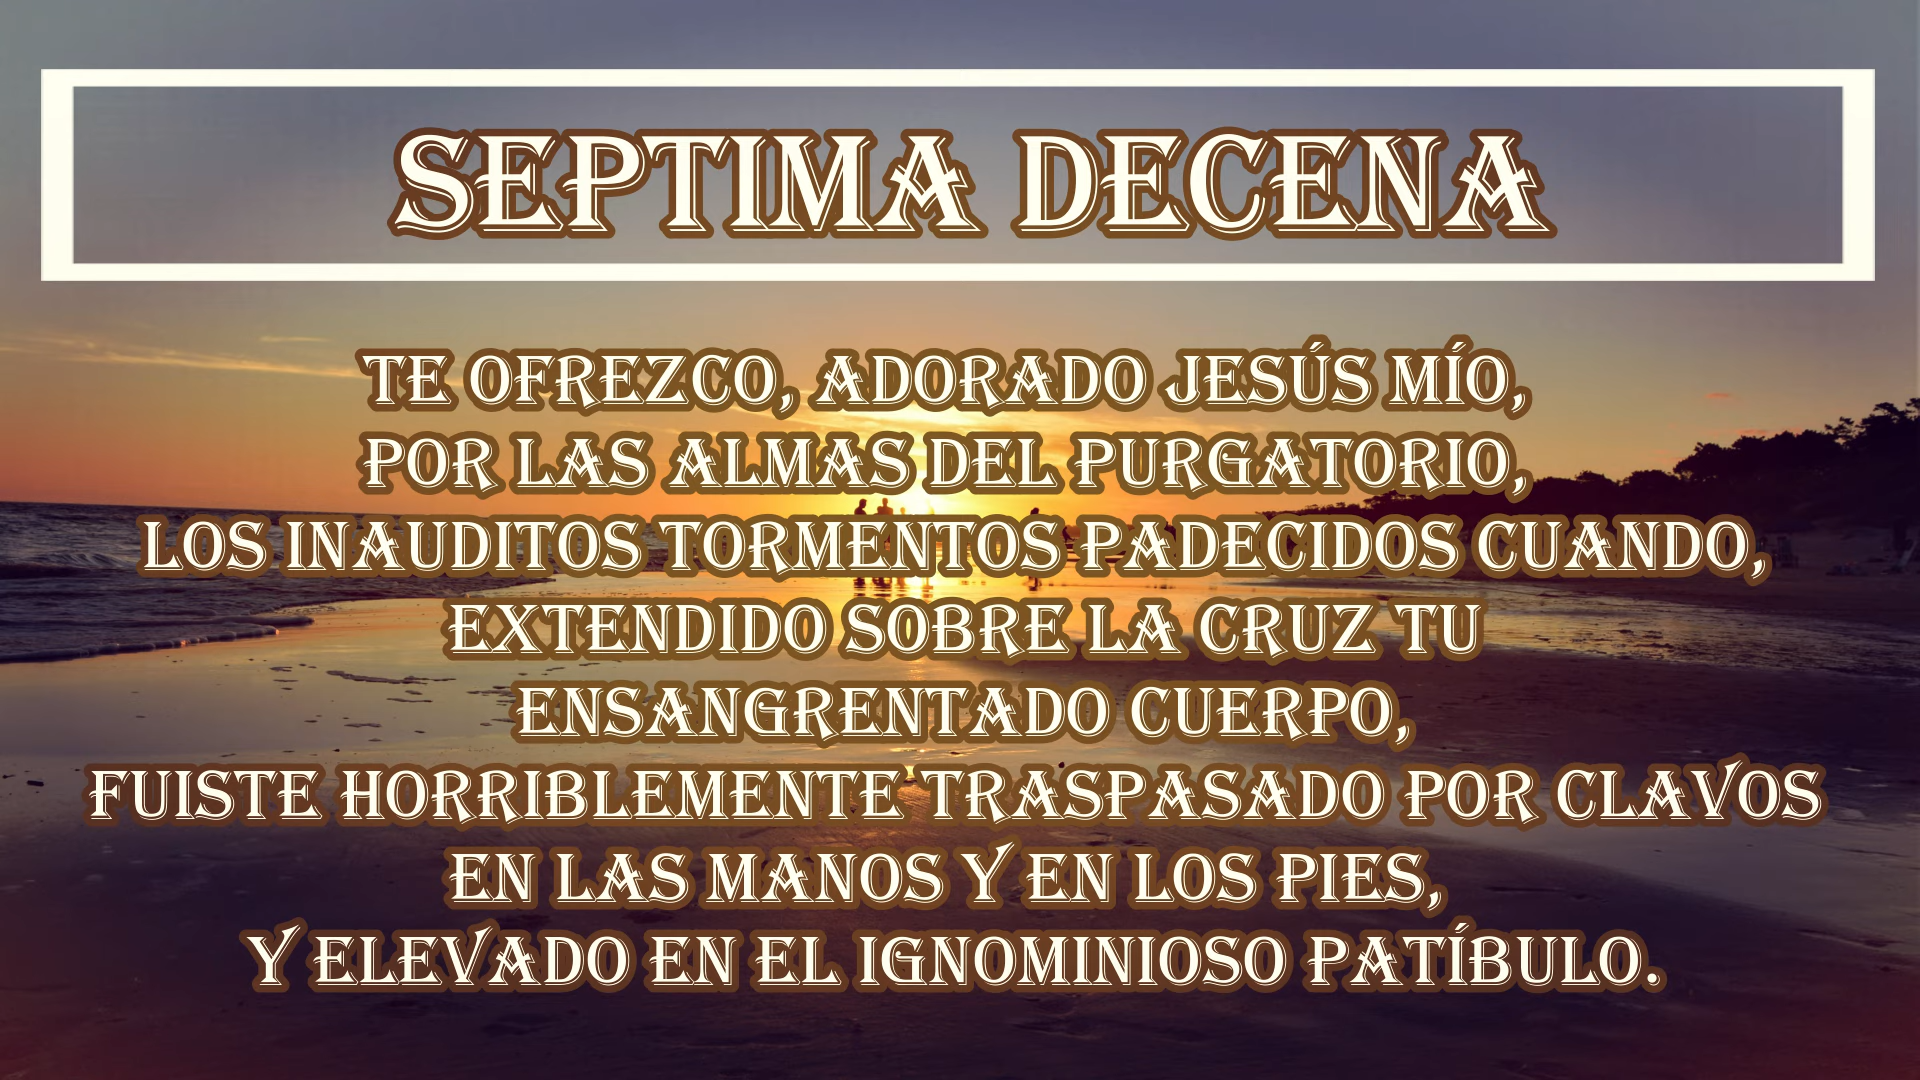 SEPTIMA DECENA
TE OFREZCO, ADORADO JESÚS MÍO,
POR LAS ALMAS DEL PURGATORIO,
LOS INAUDITOS TORMENTOS PADECIDOS CUANDO,
EXTENDIDO SOBRE LA CRUZ TU
ENSANGRENTADO CUERPO,
FUISTE HORRIBLEMENTE TRASPASADO POR CLAVOS
EN LAS MANOS Y EN LOS PIES,
Y ELEVADO EN EL IGNOMINIOSO PATÍBULO.